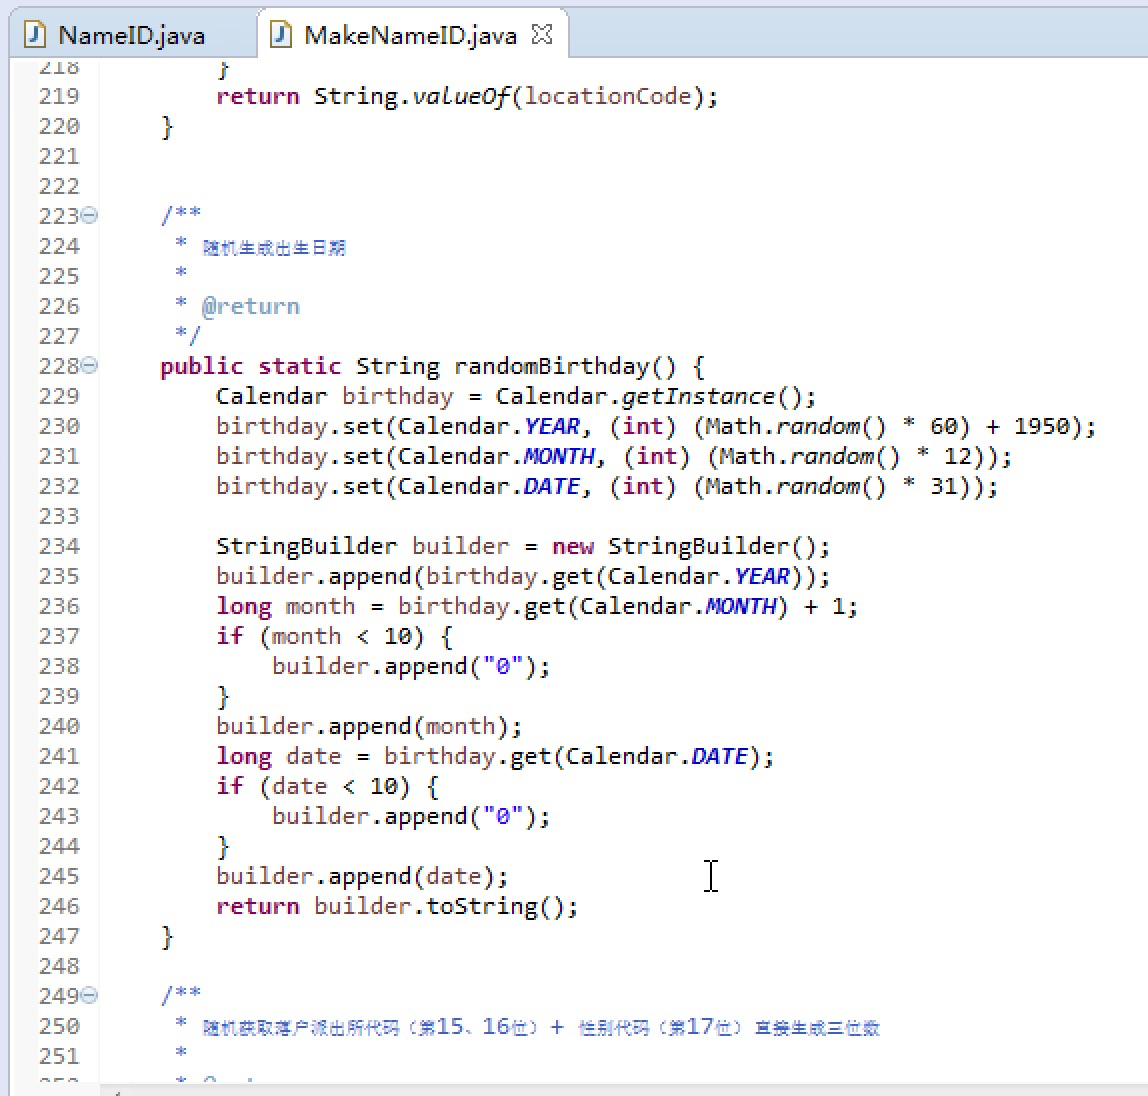 NameID.java
MakeNameID.java
218 }
219 return String.valueOf(locationCode);
220 }
221
222
223 /**
224 * 随机生成出生日期
225 *
226 * @return
227 */
228 public static String randomBirthday() {
229 Calendar birthday = Calendar.getInstance();
230 birthday.set(Calendar.YEAR, (int) (Math.random() * 60) + 1950);
231 birthday.set(Calendar.MONTH, (int) (Math.random() * 12));
232 birthday.set(Calendar.DATE, (int) (Math.random() * 31));
233
234 StringBuilder builder = new StringBuilder();
235 builder.append(birthday.get(Calendar.YEAR));
236 long month = birthday.get(Calendar.MONTH) + 1;
237 if (month < 10) {
238 builder.append("0");
239 }
240 builder.append(month);
241 long date = birthday.get(Calendar.DATE);
242 if (date < 10) {
243 builder.append("0");
244 }
245 builder.append(date);
246 return builder.toString();
247 }
248
249 /**
250 * 随机获取落户派出所代码（第15、16位）+ 性别代码（第17位）直接生成三位数
251 *